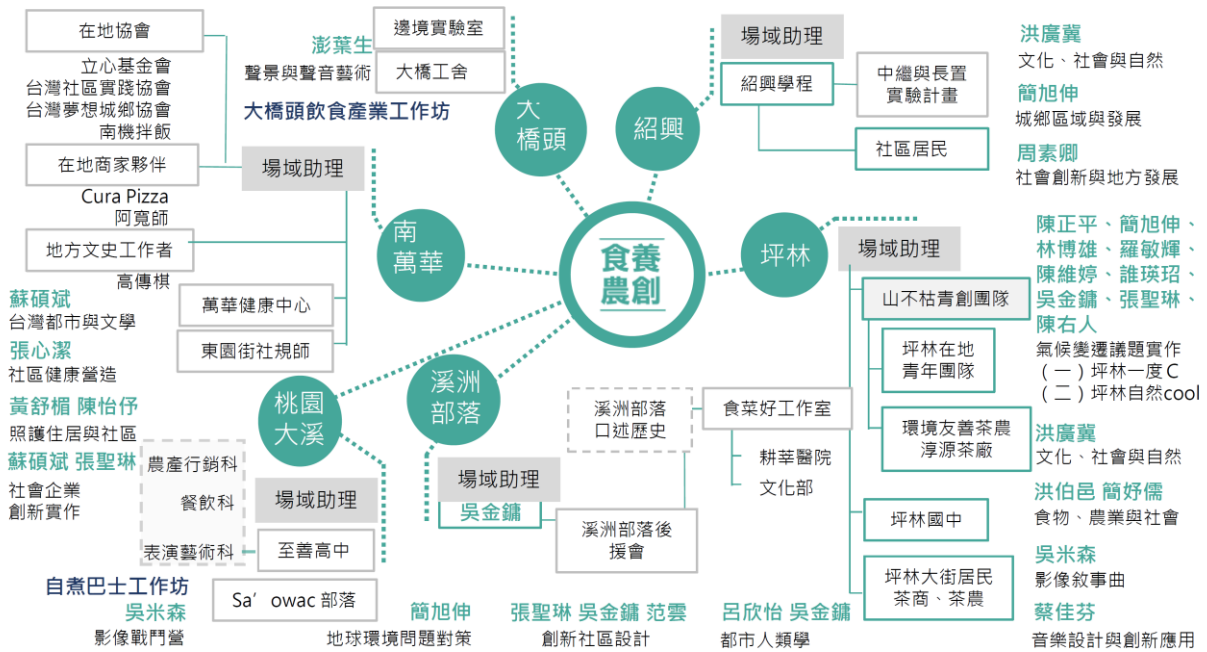 在地協會
立心基金會
台灣社區實踐協會
台灣夢想城鄉協會
南機拌飯
在地商家夥伴
Cura Pizza
阿寬師
地方文史工作者
高傳棋
場域助理
萬華健康中心
東園街社規師
蘇碩斌
台灣都市與文學
張心潔
社區健康營造
黃舒楣 陳怡伃
照護住居與社區
蘇碩斌 張聖琳
社會企業
創新實作
南
萬華
澎葉生
聲景與聲音藝術
邊境實驗室
大橋工舍
大橋頭飲食產業工作坊
大
橋頭
紹興
場域助理
紹興學程
中繼與長置
實驗計畫
社區居民
洪廣冀
文化、社會與自然
簡旭伸
城鄉區域與發展
周素卿
社會創新與地方發展
食養
農創
坪林
場域助理
山不枯青創團隊
坪林在地
青年團隊
環境友善茶農
淳源茶廠
坪林國中
坪林大街居民
茶商、茶農
陳正平、簡旭伸、
林博雄、羅敏輝、
陳維婷、誰瑛玿、
吳金鏞、張聖琳、
陳右人
氣候變遷議題實作
(一)坪林一度C
(二)坪林自然cool
洪廣冀
文化、社會與自然
洪伯邑 簡妤儒
食物、農業與社會
吳米森
影像敘事曲
蔡佳芬
音樂設計與創新應用
桃園
大溪
農產行銷科
餐飲科
表演藝術科
場域助理
至善高中
Sa’owac 部落
自煮巴士工作坊
吳米森
影像戰鬥營
溪洲
部落
場域助理
吳金鏞
溪洲部落後
援會
溪洲部落
口述歷史
食菜好工作室
耕莘醫院
文化部
簡旭伸
地球環境問題對策
張聖琳 吳金鏞 范雲
創新社區設計
呂欣怡 吳金鏞
都市人類學